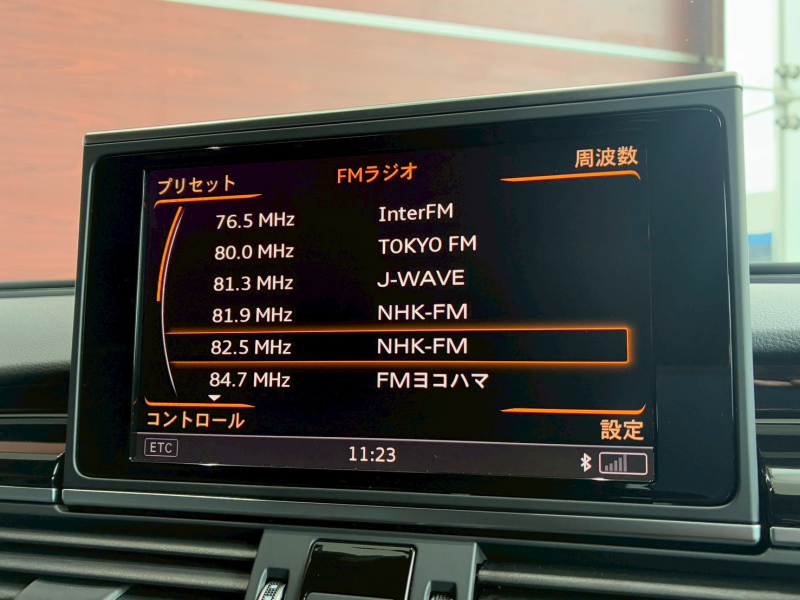 プリセット
FMラジオ
周波数
76.5 MHz InterFM
80.0 MHz TOKYO FM
81.3 MHz J-WAVE
81.9 MHz NHK-FM
82.5 MHz NHK-FM
84.7 MHz FMヨコハマ
コントロール
設定
ETC
11:23